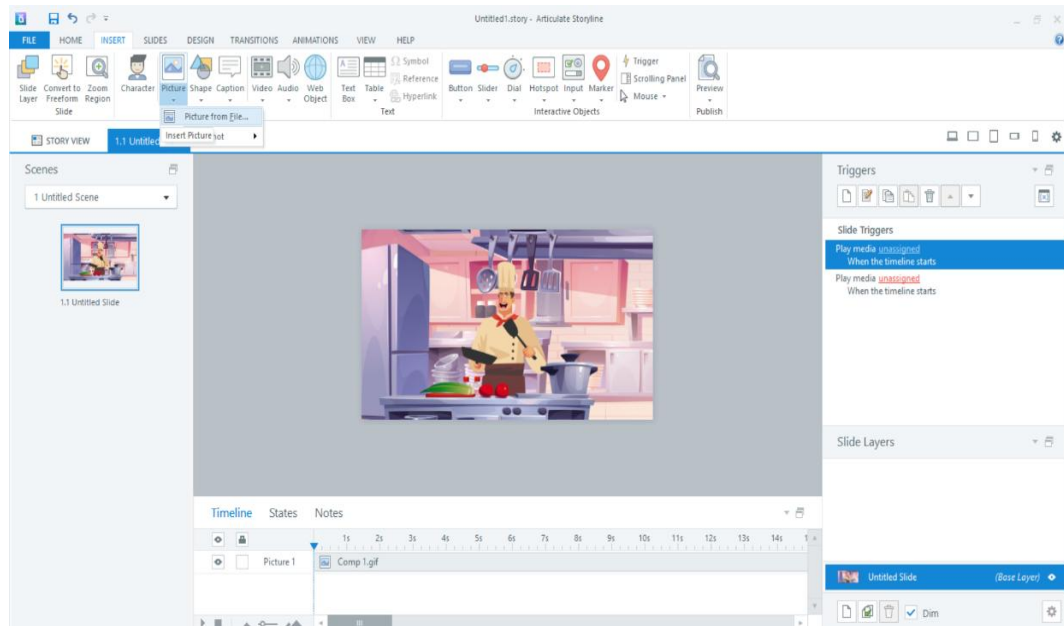 Untitled1.story - Articulate Storyline
FILE HOME INSERT SLIDES DESIGN TRANSITIONS ANIMATIONS VIEW HELP
Slide Layer
Convert to Freeform
Zoom Region
Slide
Character
Picture
Shape
Caption
Video
Audio
Web Object
Text Box
Table
Symbol
Reference
Hyperlink
Text
Button
Slider
Dial
Hotspot
Input
Marker
Trigger
Scrolling Panel
Mouse
Interactive Objects
Preview
Publish
Picture from File...
Insert Picture
STORY VIEW
1.1 Untitled
Scenes
1 Untitled Scene
1.1 Untitled Slide
Triggers
Slide Triggers
Play media unassigned
When the timeline starts
Play media unassigned
When the timeline starts
Slide Layers
Timeline States Notes
1s 2s 3s 4s 5s 6s 7s 8s 9s 10s 11s 12s 13s 14s
Picture 1
Comp 1.gif
Untitled Slide (Base Layer)
Dim